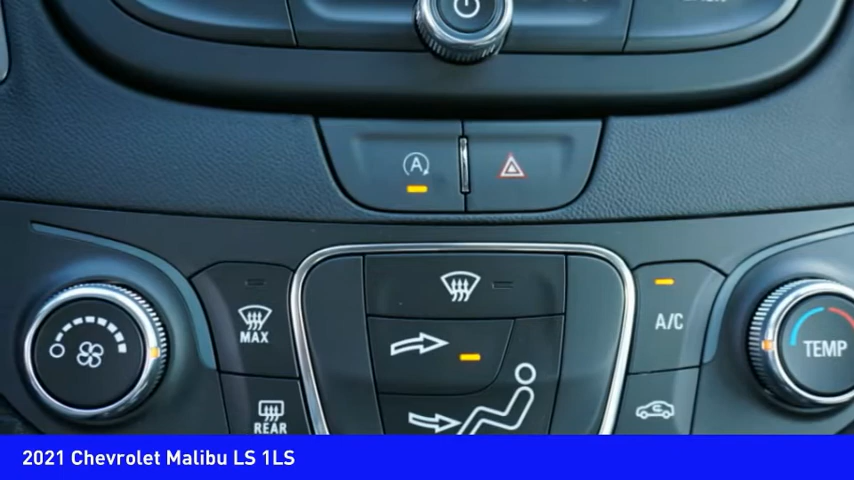 A
MAX
A/C
TEMP
REAR
2021 Chevrolet Malibu LS 1LS